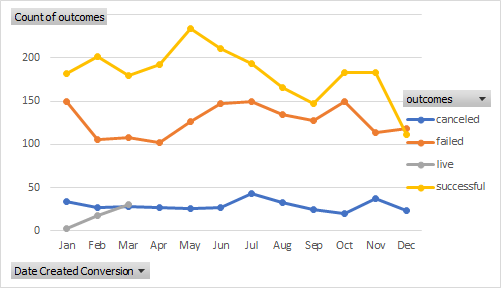 Count of outcomes
200
150
100
50
0
Jan Feb Mar Apr May Jun Jul Aug Sep Oct Nov Dec
outcomes
canceled
failed
live
successful
Date Created Conversion